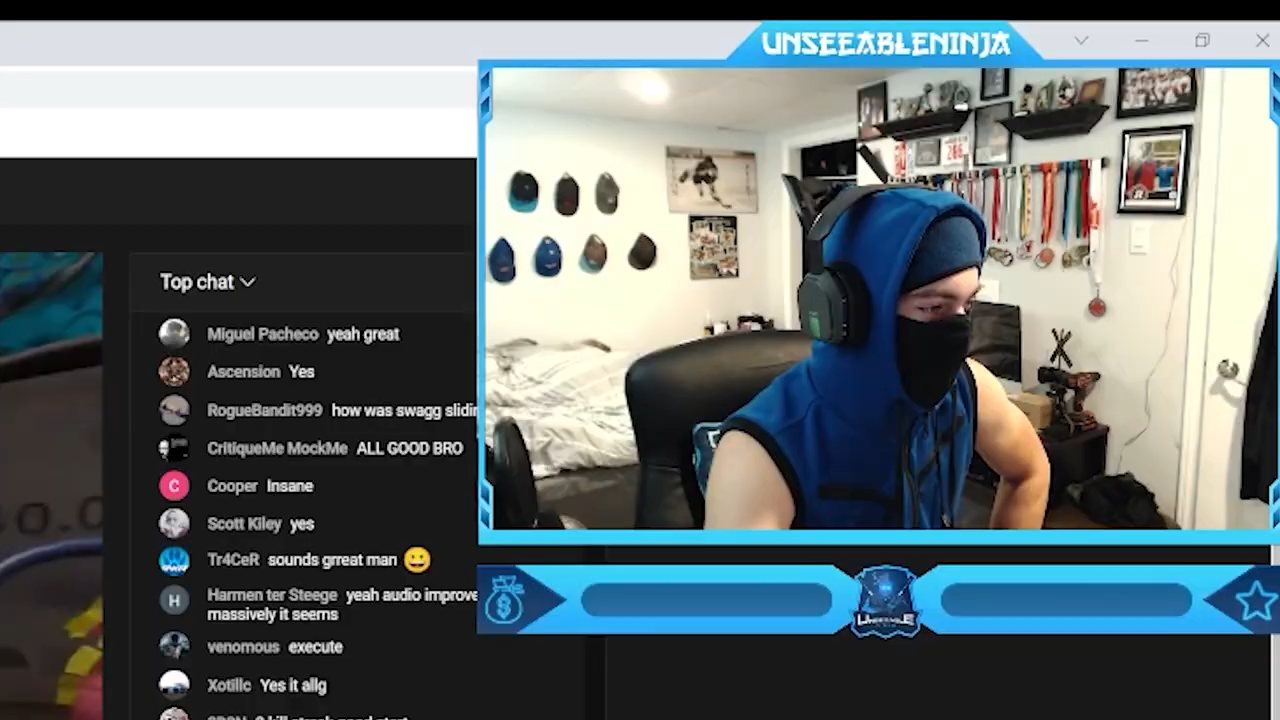 UNSEEABLENINJA
Top chat
Miguel Pacheco yeah great
Ascension Yes
RogueBandit999 how was swagg slidin
CritiqueMe MockMe ALL GOOD BRO
C Cooper Insane
Scott Kiley yes
Tr4CeR sounds grreat man
H Harmen ter Steege yeah audio improve
massively it seems
venomous execute
Xotillc Yes it allg